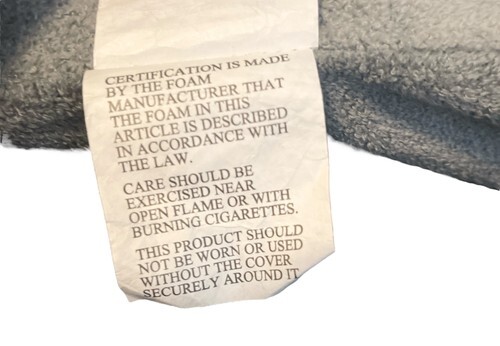 CERTIFICATION IS MADE
BY THE FOAM
MANUFACTURER THAT
THE FOAM IN THIS
ARTICLE IS DESCRIBED
IN ACCORDANCE WITH
THE LAW.
CARE SHOULD BE
EXERCISED NEAR
OPEN FLAME OR WITH
BURNING CIGARETTES.
THIS PRODUCT SHOULD
NOT BE WORN OR USED
WITHOUT THE COVER
SECURELY AROUND IT